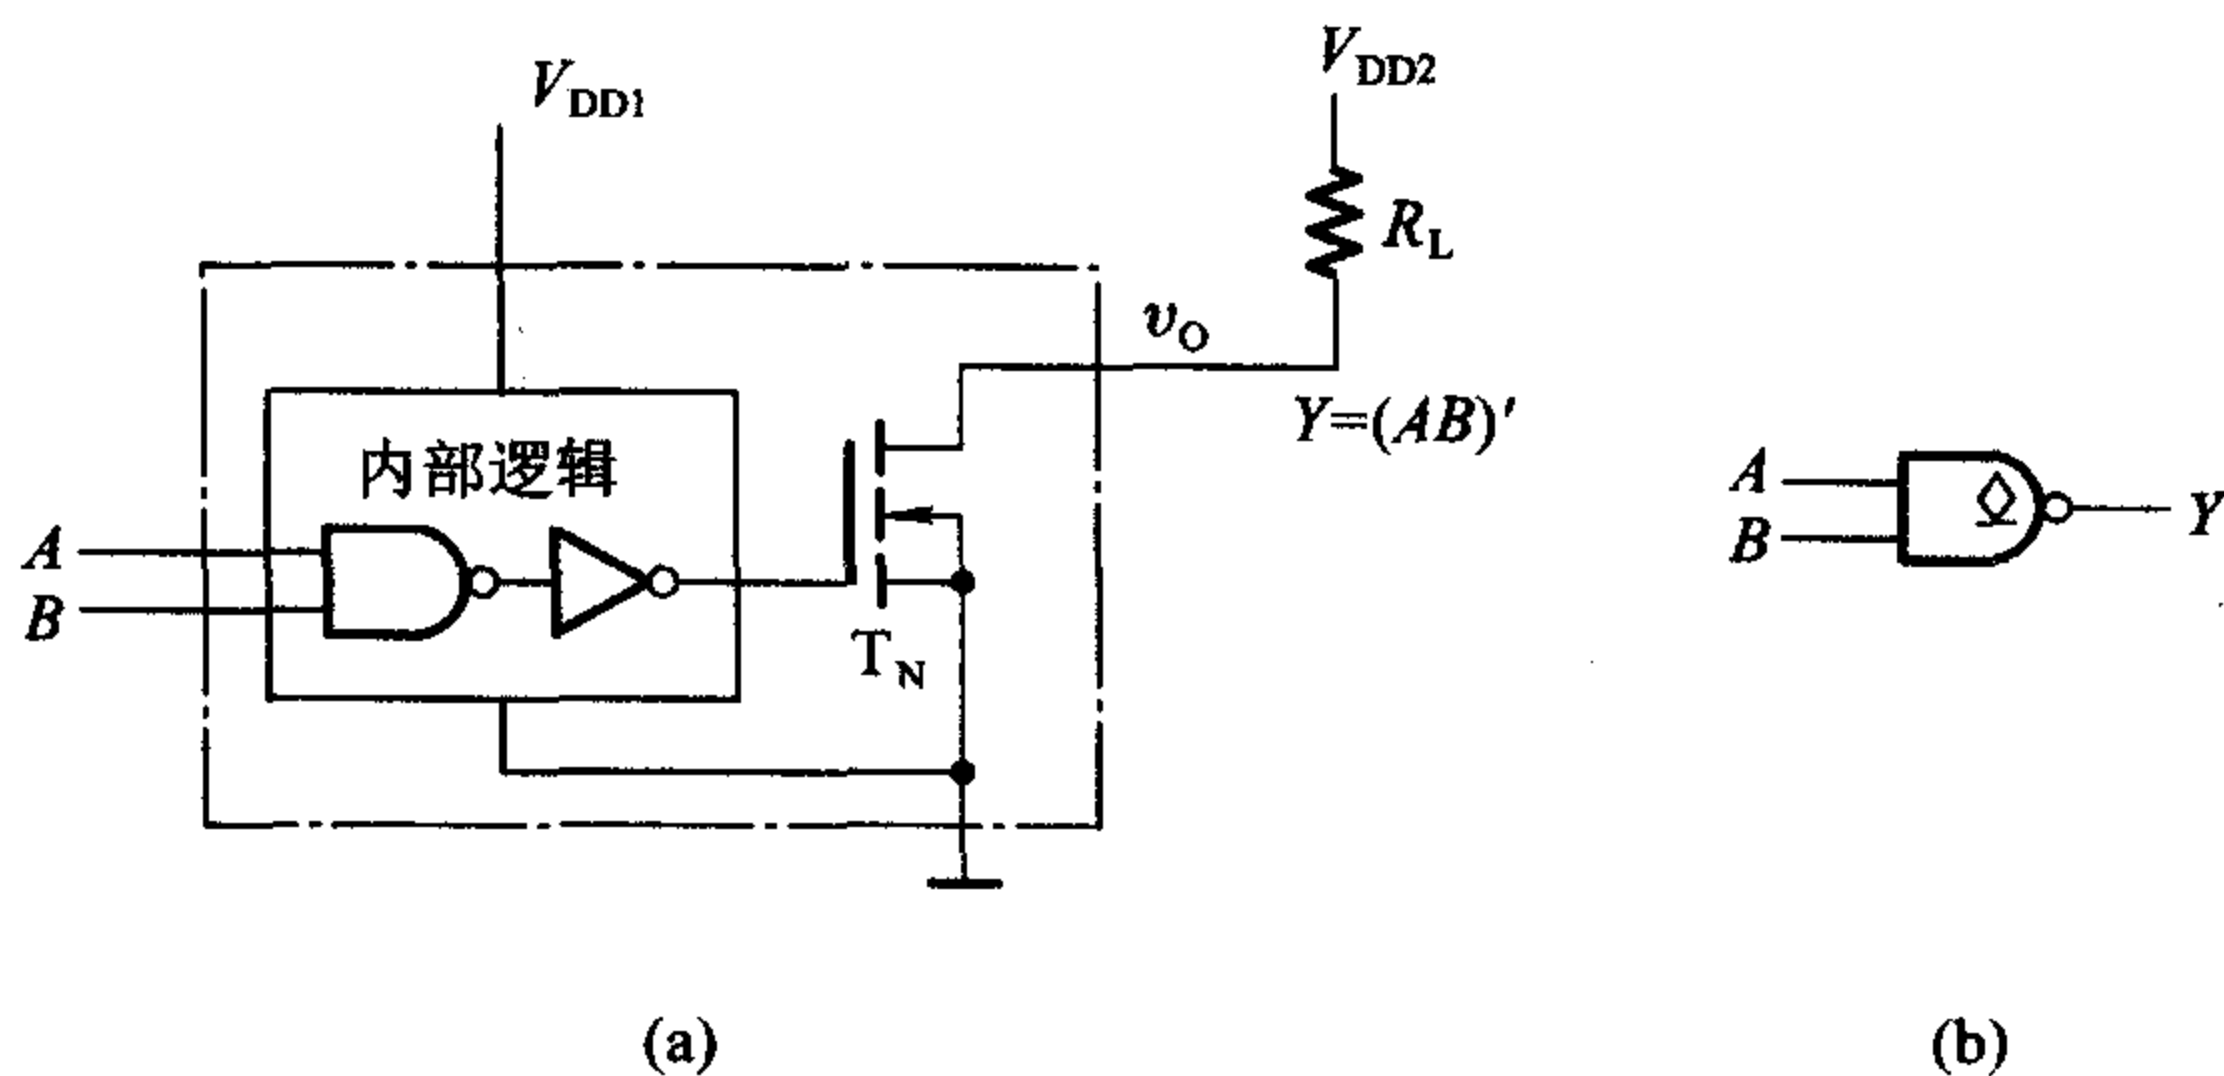 V_DD1
V_DD2
R_L
v_O
Y=(AB)'
内部逻辑
A
B
T_N
A
B
Y
(a)
(b)